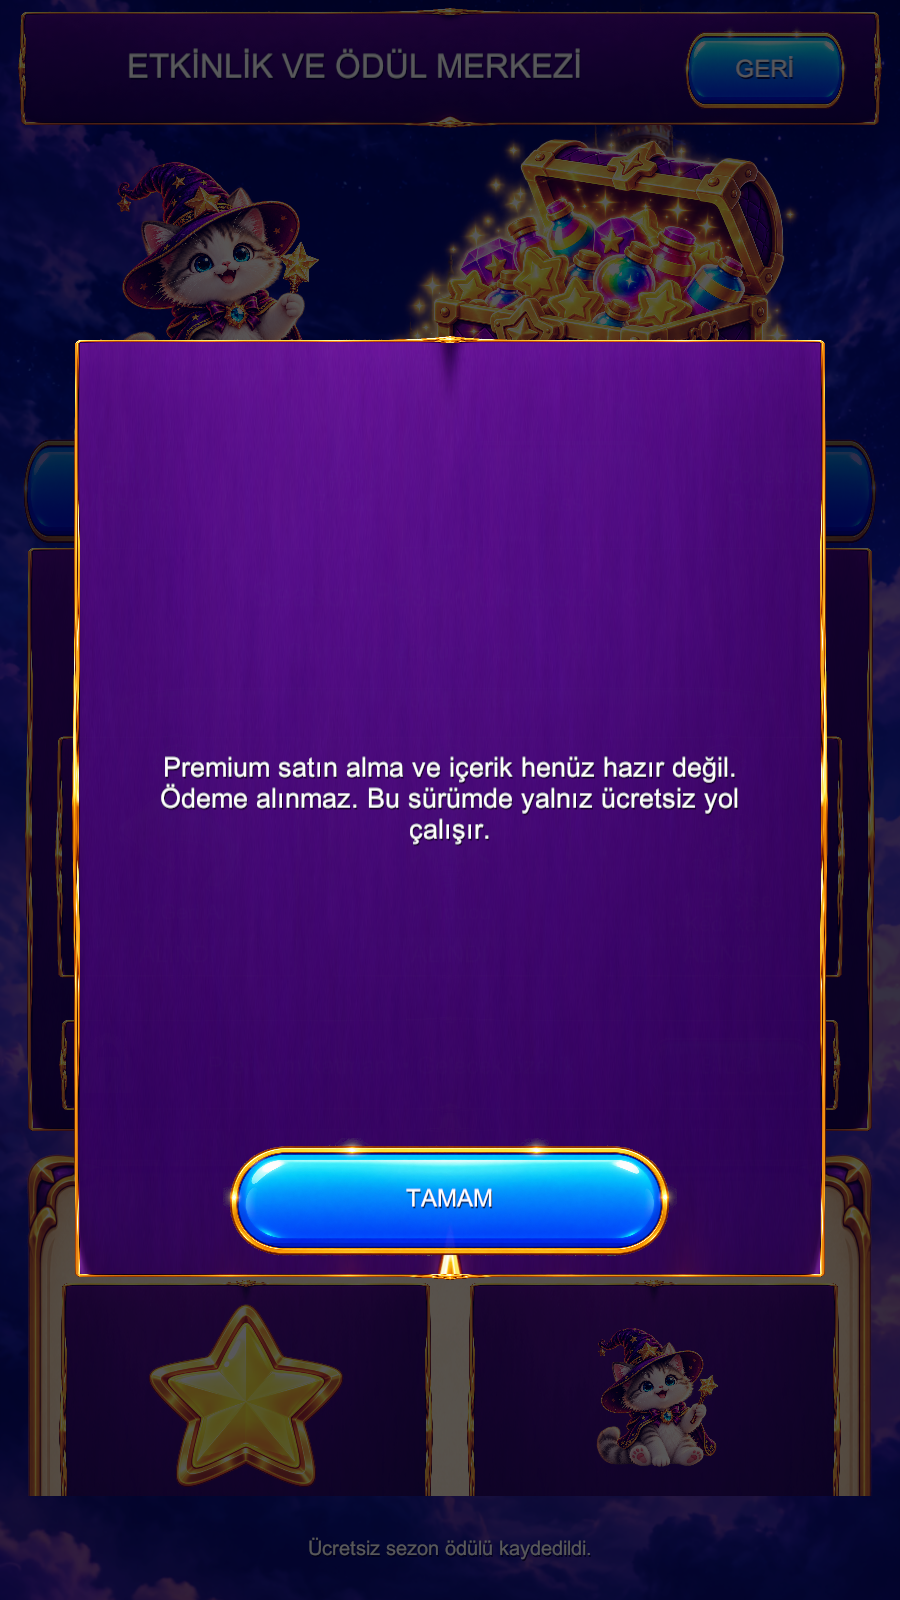 ETKİNLİK VE ÖDÜL MERKEZİ
GERİ
Premium satın alma ve içerik henüz hazır değil.
Ödeme alınmaz. Bu sürümde yalnız ücretsiz yol
çalışır.
TAMAM
Ücretsiz sezon ödülü kaydedildi.